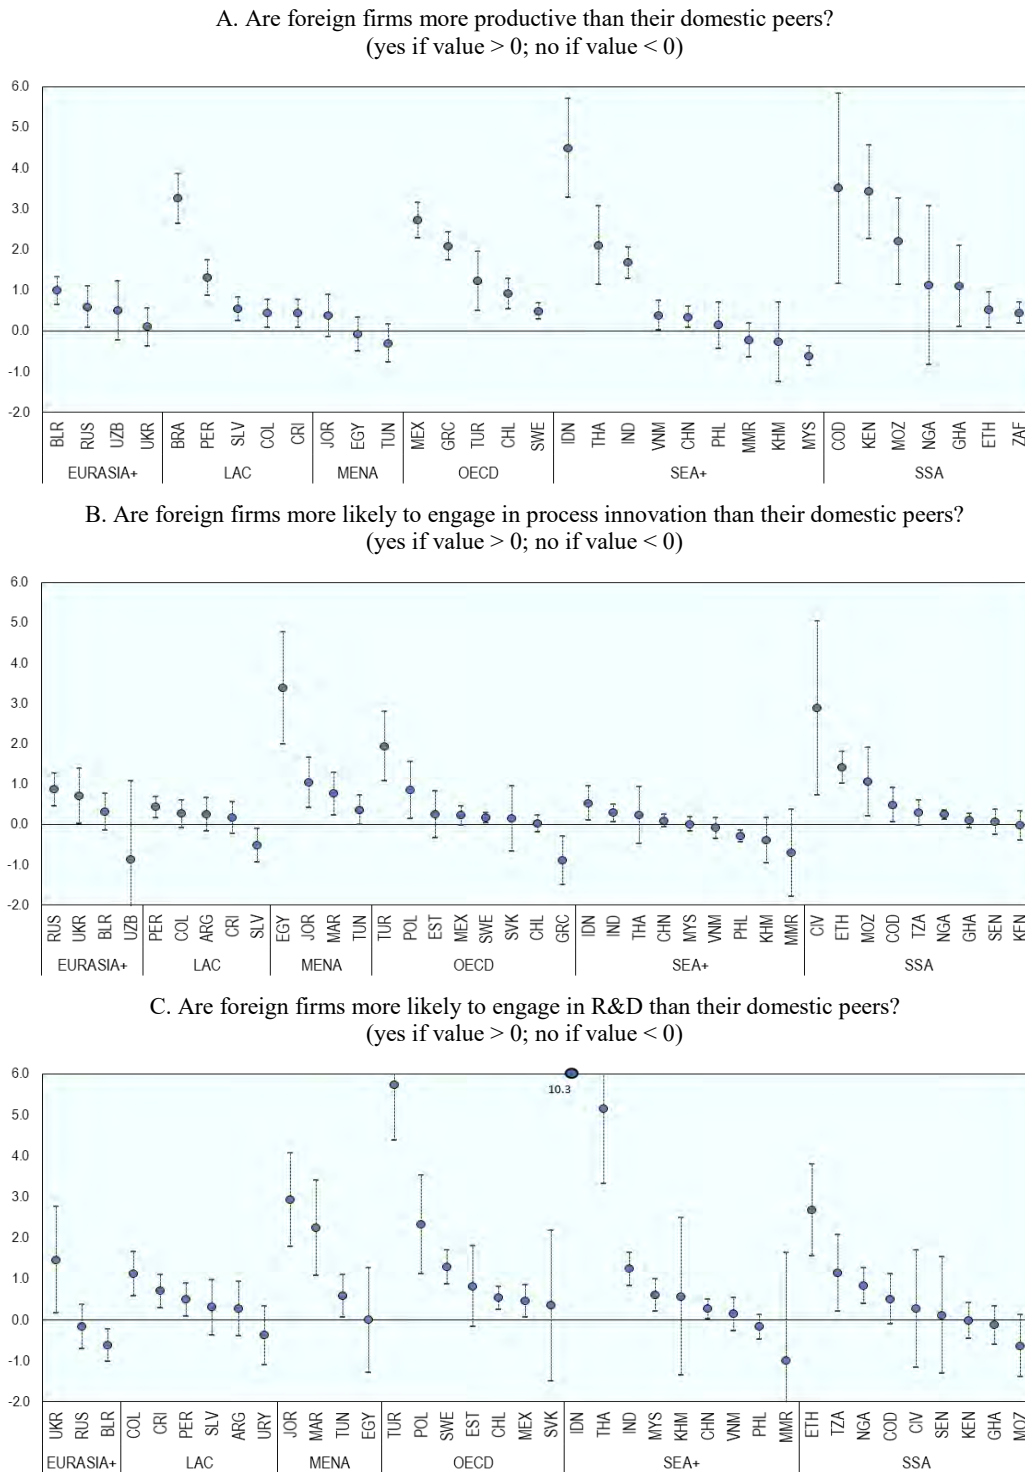 A. Are foreign firms more productive than their domestic peers?
(yes if value > 0; no if value < 0)
6.0
5.0
4.0
3.0
2.0
1.0
0.0
-1.0
-2.0
BLR RUS UZB UKR BRA PER SLV COL CRI JOR EGY TUN MEX GRC TUR CHL SWE IDN THA IND VNM CHN PHL MMR KHM MYS COD KEN MOZ NGA GHA ETH ZAF
EURASIA+ LAC MENA OECD SEA+ SSA
B. Are foreign firms more likely to engage in process innovation than their domestic peers?
(yes if value > 0; no if value < 0)
6.0
5.0
4.0
3.0
2.0
1.0
0.0
-1.0
-2.0
RUS UKR BLR UZB PER COL ARG CRI SLV EGY JOR MAR TUN TUR POL EST MEX SWE SVK CHL GRC IDN IND THA CHN MYS VNM PHL KHM MMR CIV ETH MOZ COD TZA NGA GHA SEN KEN
EURASIA+ LAC MENA OECD SEA+ SSA
C. Are foreign firms more likely to engage in R&D than their domestic peers?
(yes if value > 0; no if value < 0)
6.0
10.3
5.0
4.0
3.0
2.0
1.0
0.0
-1.0
-2.0
UKR RUS BLR COL CRI PER SLV ARG URY JOR MAR TUN EGY TUR POL SWE EST CHL MEX SVK IDN THA IND MYS KHM CHN VNM PHL MMR ETH TZA NGA COD CIV SEN KEN GHA MOZ
EURASIA+ LAC MENA OECD SEA+ SSA